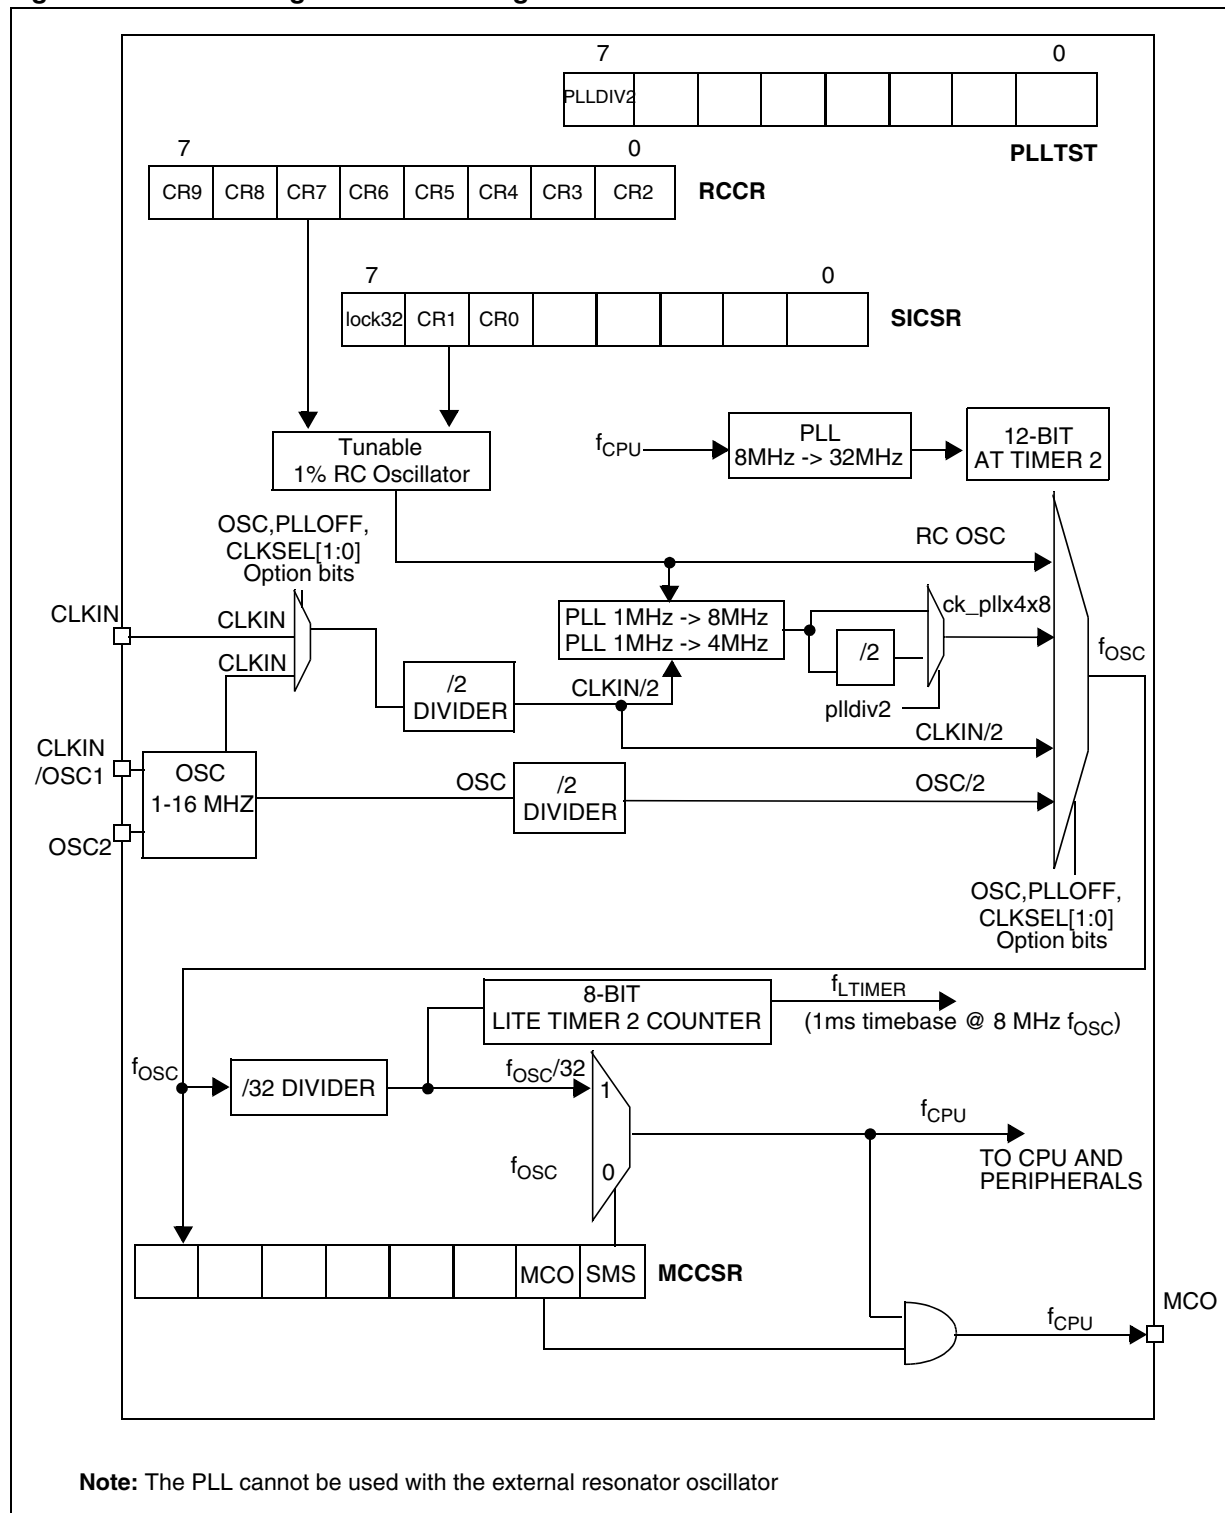 7 0
PLLDIV2
PLLTST
7 0
CR9 CR8 CR7 CR6 CR5 CR4 CR3 CR2 RCCR
7 0
lock32 CR1 CR0 SICSR
Tunable
1% RC Oscillator
fCPU
PLL
8MHz -> 32MHz
12-BIT
AT TIMER 2
OSC,PLLOFF,
CLKSEL[1:0]
Option bits
RC OSC
CLKIN
CLKIN
CLKIN
PLL 1MHz -> 8MHz
PLL 1MHz -> 4MHz
/2
ck_pllx4x8
plldiv2
fOSC
/2
DIVIDER
CLKIN/2
CLKIN/2
CLKIN
/OSC1
OSC2
OSC
1-16 MHZ
OSC
/2
DIVIDER
OSC/2
OSC,PLLOFF,
CLKSEL[1:0]
Option bits
8-BIT
LITE TIMER 2 COUNTER
fLTIMER
(1ms timebase @ 8 MHz fOSC)
fOSC
/32 DIVIDER
fOSC/32
1
fOSC
0
fCPU
TO CPU AND
PERIPHERALS
MCO SMS MCCSR
fCPU
MCO
Note: The PLL cannot be used with the external resonator oscillator